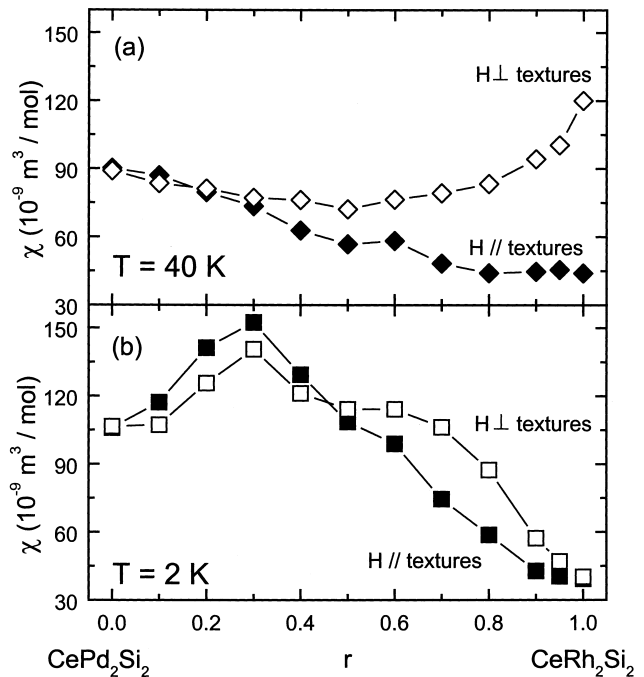 150
(a)
H⊥ textures
120
90
χ (10⁻⁹ m³ / mol)
60
H // textures
T = 40 K
30
150
(b)
120
H⊥ textures
90
χ (10⁻⁹ m³ / mol)
60
H // textures
T = 2 K
30
0.0 0.2 0.4 0.6 0.8 1.0
CePd₂Si₂ r CeRh₂Si₂